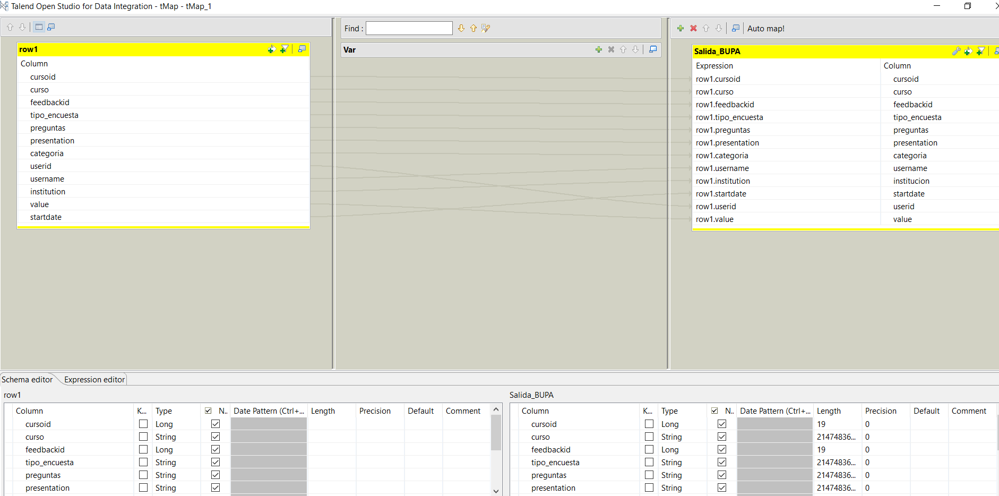 Talend Open Studio for Data Integration - tMap - tMap_1
Find :
Auto map!
row1
Column
cursoid
curso
feedbackid
tipo_encuesta
preguntas
presentation
categoria
userid
username
institution
value
startdate
Var
Salida_BUPA
Expression Column
row1.cursoid cursoid
row1.curso curso
row1.feedbackid feedbackid
row1.tipo_encuesta tipo_encuesta
row1.preguntas preguntas
row1.presentation presentation
row1.categoria categoria
row1.username username
row1.institution institucion
row1.startdate startdate
row1.userid userid
row1.value value
Schema editor Expression editor
row1
Column K... Type N.. Date Pattern (Ctrl+... Length Precision Default Comment
cursoid Long
curso String
feedbackid Long
tipo_encuesta String
preguntas String
presentation String
Salida_BUPA
Column K... Type N.. Date Pattern (Ctrl+... Length Precision Default Comment
cursoid Long 19 0
curso String 21474836... 0
feedbackid Long 19 0
tipo_encuesta String 21474836... 0
preguntas String 21474836... 0
presentation String 21474836... 0